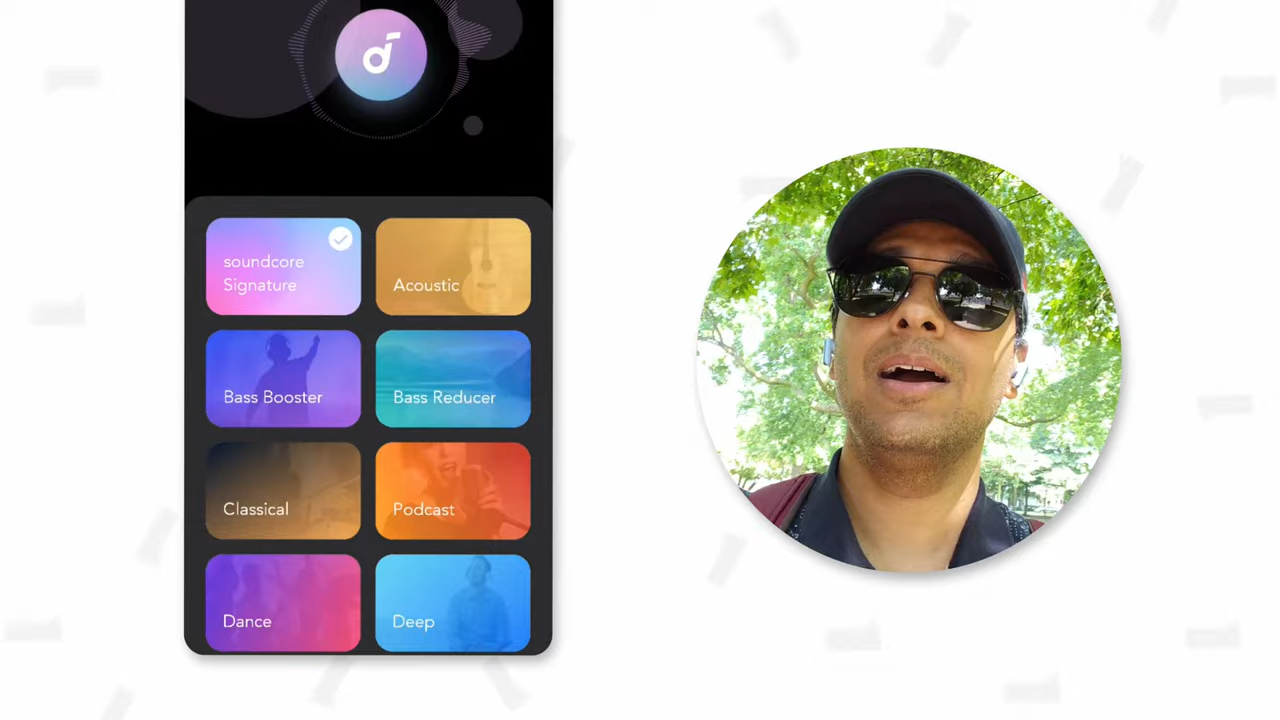 soundcore
Signature
Acoustic
Bass Booster
Bass Reducer
Classical
Podcast
Dance
Deep